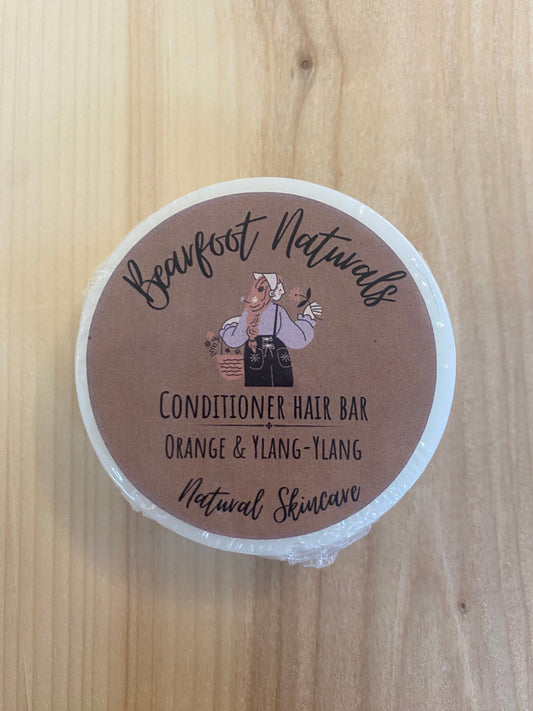 Bearfoot Naturals
CONDITIONER HAIR BAR
ORANGE & YLANG-YLANG
Natural Skincare